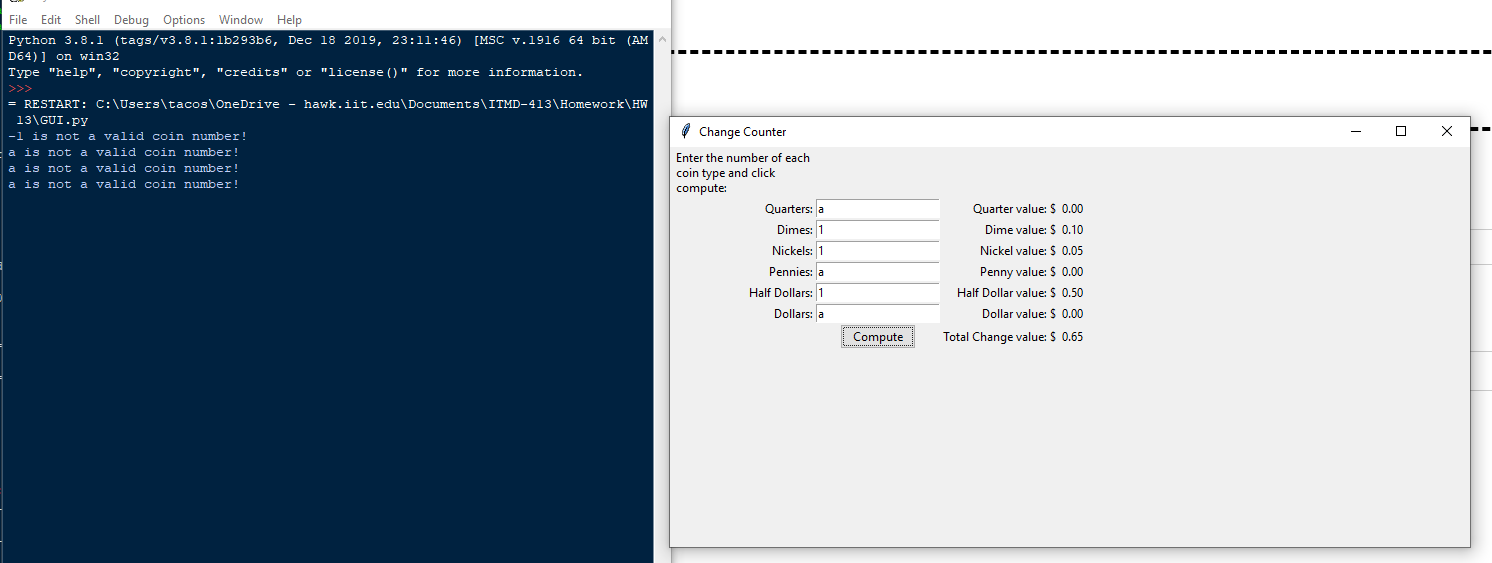 File Edit Shell Debug Options Window Help
Python 3.8.1 (tags/v3.8.1:1b293b6, Dec 18 2019, 23:11:46) [MSC v.1916 64 bit (AM
D64)] on win32
Type "help", "copyright", "credits" or "license()" for more information.
>>>
= RESTART: C:\Users\tacos\OneDrive - hawk.iit.edu\Documents\ITMD-413\Homework\HW
13\GUI.py
-1 is not a valid coin number!
a is not a valid coin number!
a is not a valid coin number!
a is not a valid coin number!
Change Counter
Enter the number of each
coin type and click
compute:
Quarters: a Quarter value: $ 0.00
Dimes: 1 Dime value: $ 0.10
Nickels: 1 Nickel value: $ 0.05
Pennies: a Penny value: $ 0.00
Half Dollars: 1 Half Dollar value: $ 0.50
Dollars: a Dollar value: $ 0.00
Compute Total Change value: $ 0.65